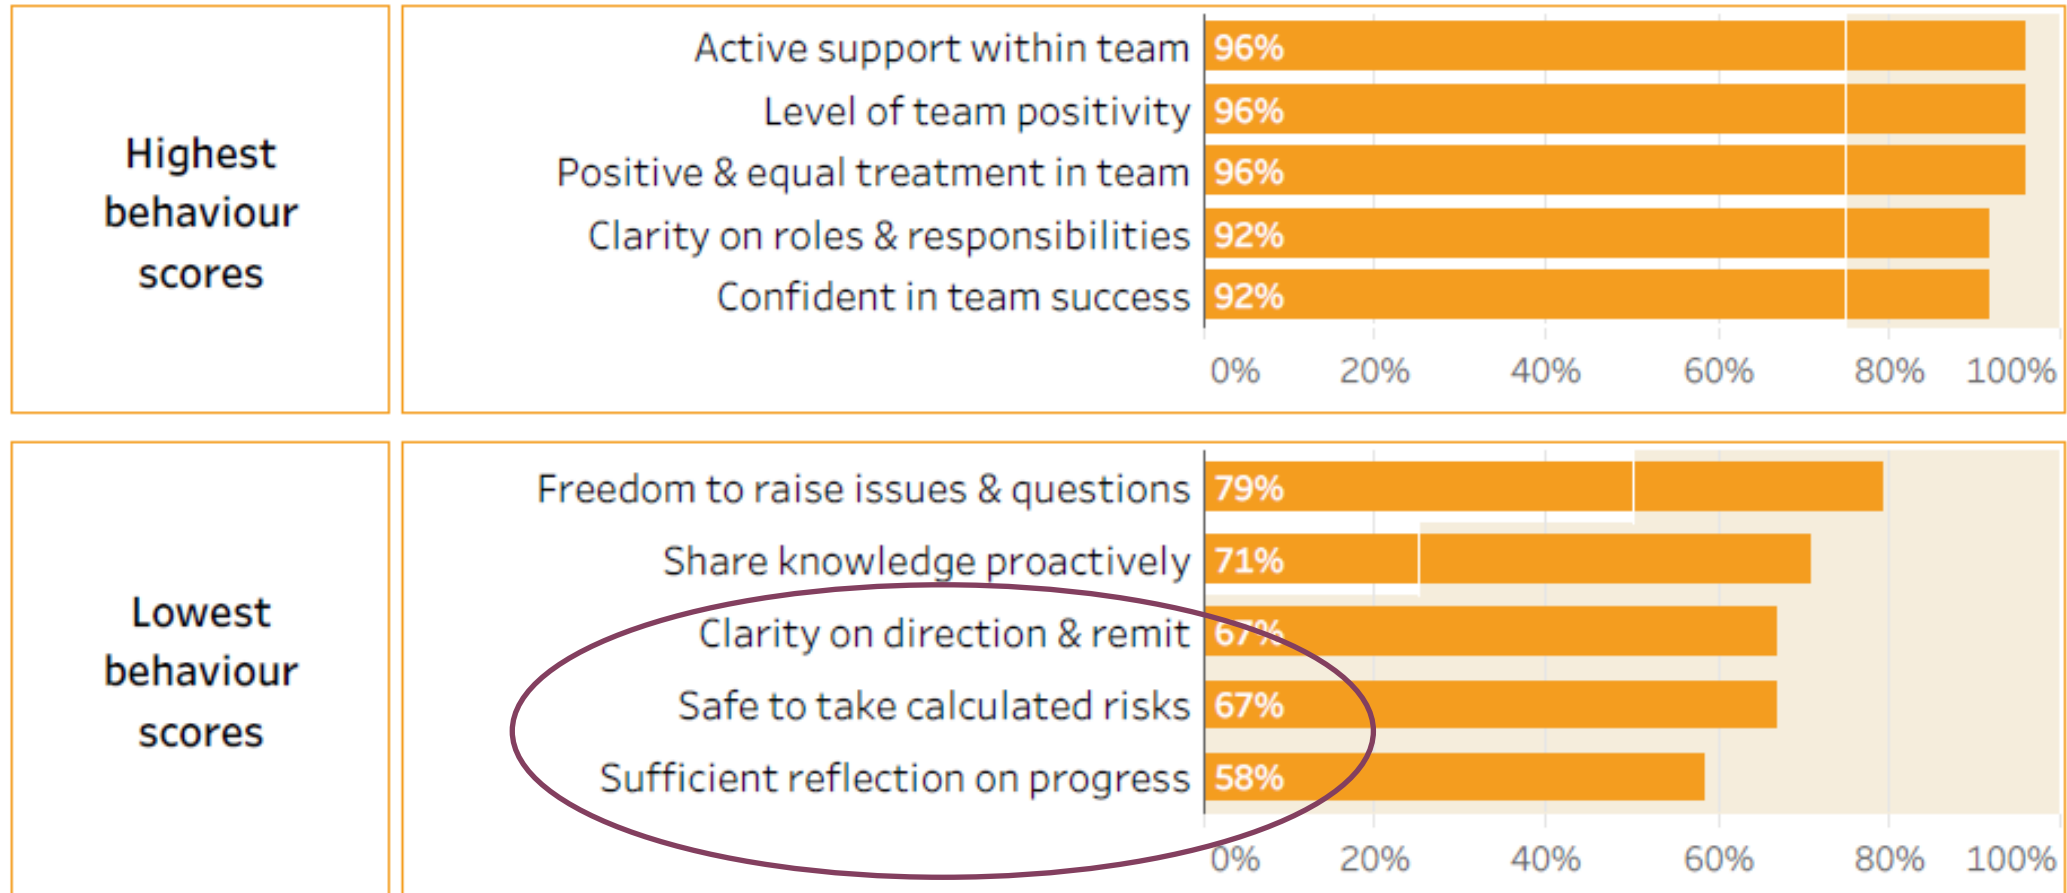 Highest
behaviour
scores
Active support within team 96%
Level of team positivity 96%
Positive & equal treatment in team 96%
Clarity on roles & responsibilities 92%
Confident in team success 92%
0% 20% 40% 60% 80% 100%
Lowest
behaviour
scores
Freedom to raise issues & questions 79%
Share knowledge proactively 71%
Clarity on direction & remit 67%
Safe to take calculated risks 67%
Sufficient reflection on progress 58%
0% 20% 40% 60% 80% 100%